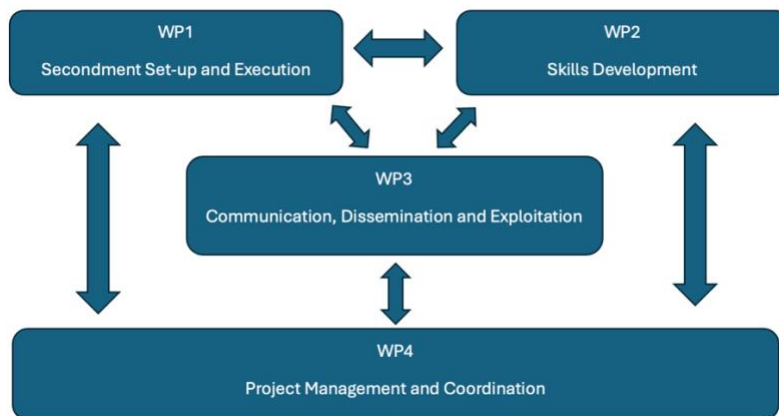 WP1
Secondment Set-up and Execution
WP2
Skills Development
WP3
Communication, Dissemination and Exploitation
WP4
Project Management and Coordination